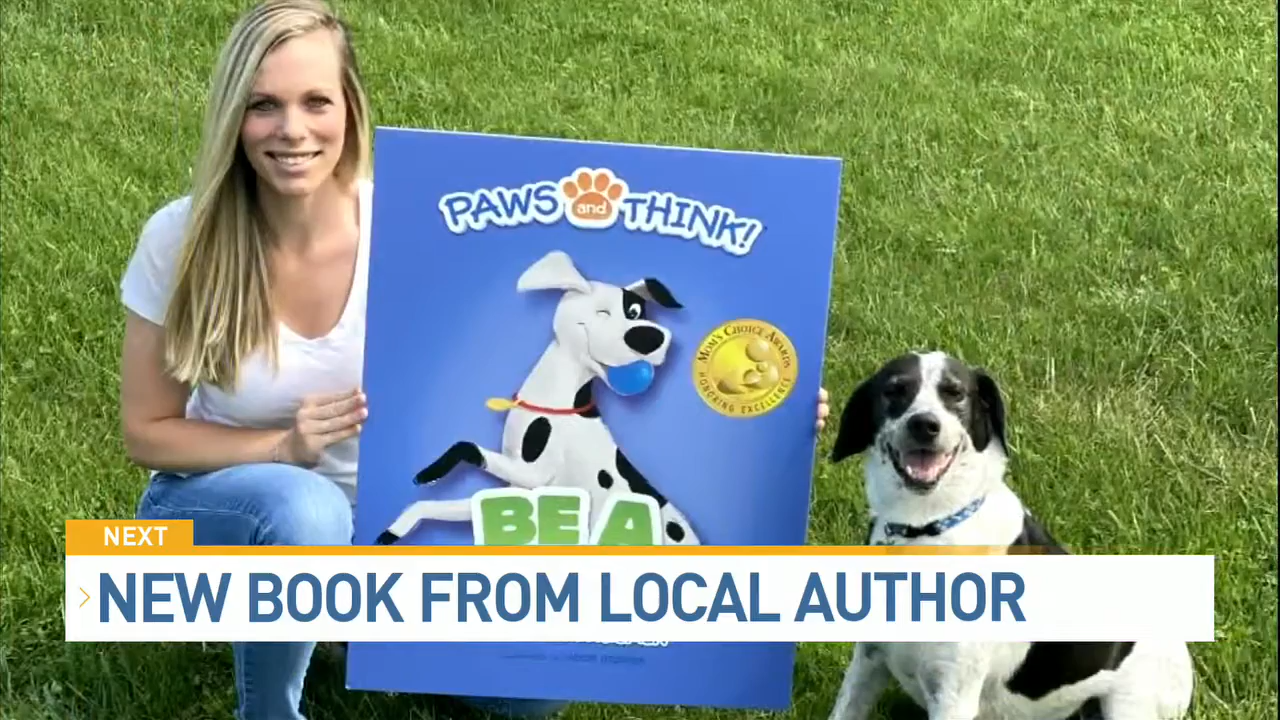 PAWS and THINK!
MOM'S CHOICE AWARDS
HONORING EXCELLENCE
BE A
NEXT
NEW BOOK FROM LOCAL AUTHOR